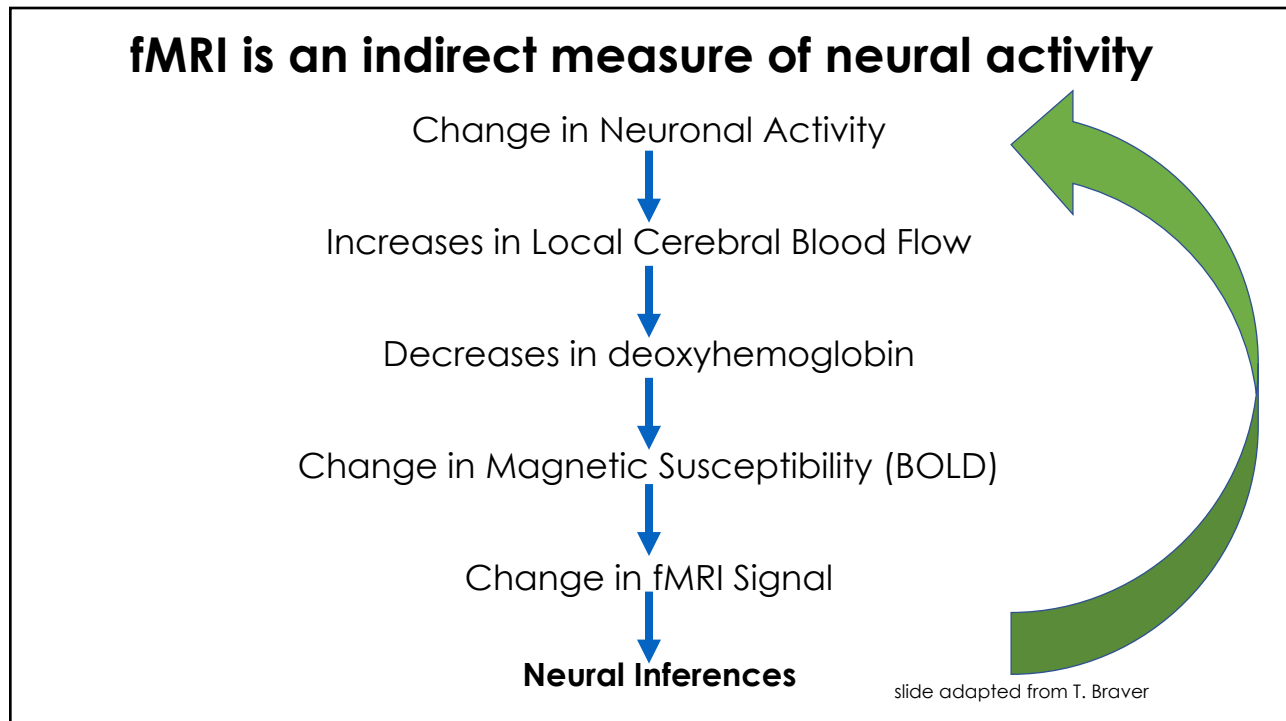 fMRI is an indirect measure of neural activity
Change in Neuronal Activity
Increases in Local Cerebral Blood Flow
Decreases in deoxyhemoglobin
Change in Magnetic Susceptibility (BOLD)
Change in fMRI Signal
Neural Inferences
slide adapted from T. Braver